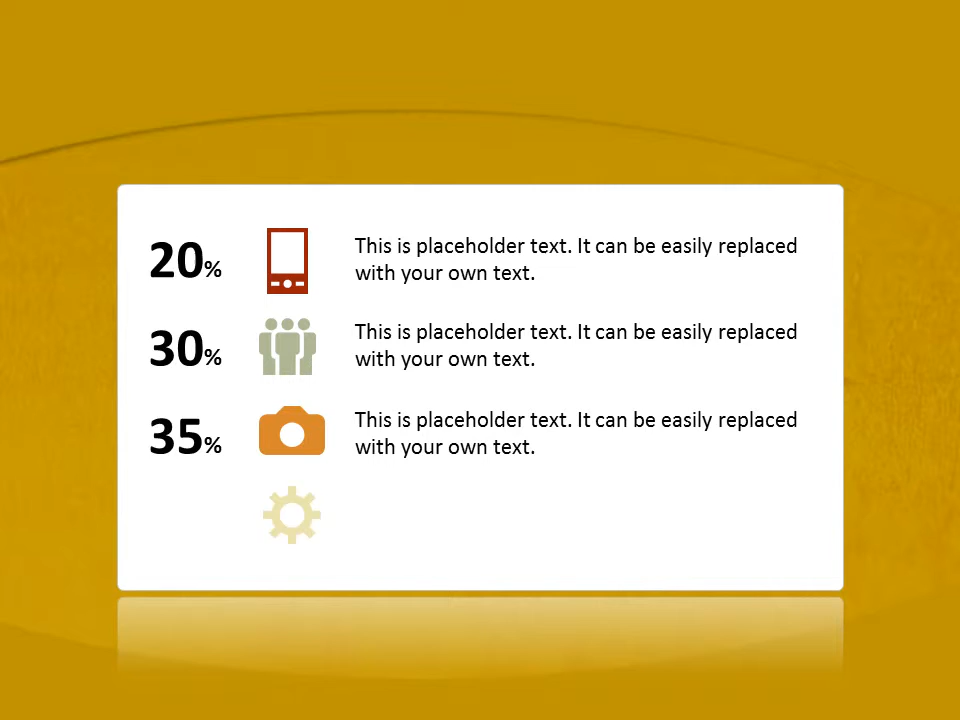 20%
This is placeholder text. It can be easily replaced
with your own text.
30%
This is placeholder text. It can be easily replaced
with your own text.
35%
This is placeholder text. It can be easily replaced
with your own text.